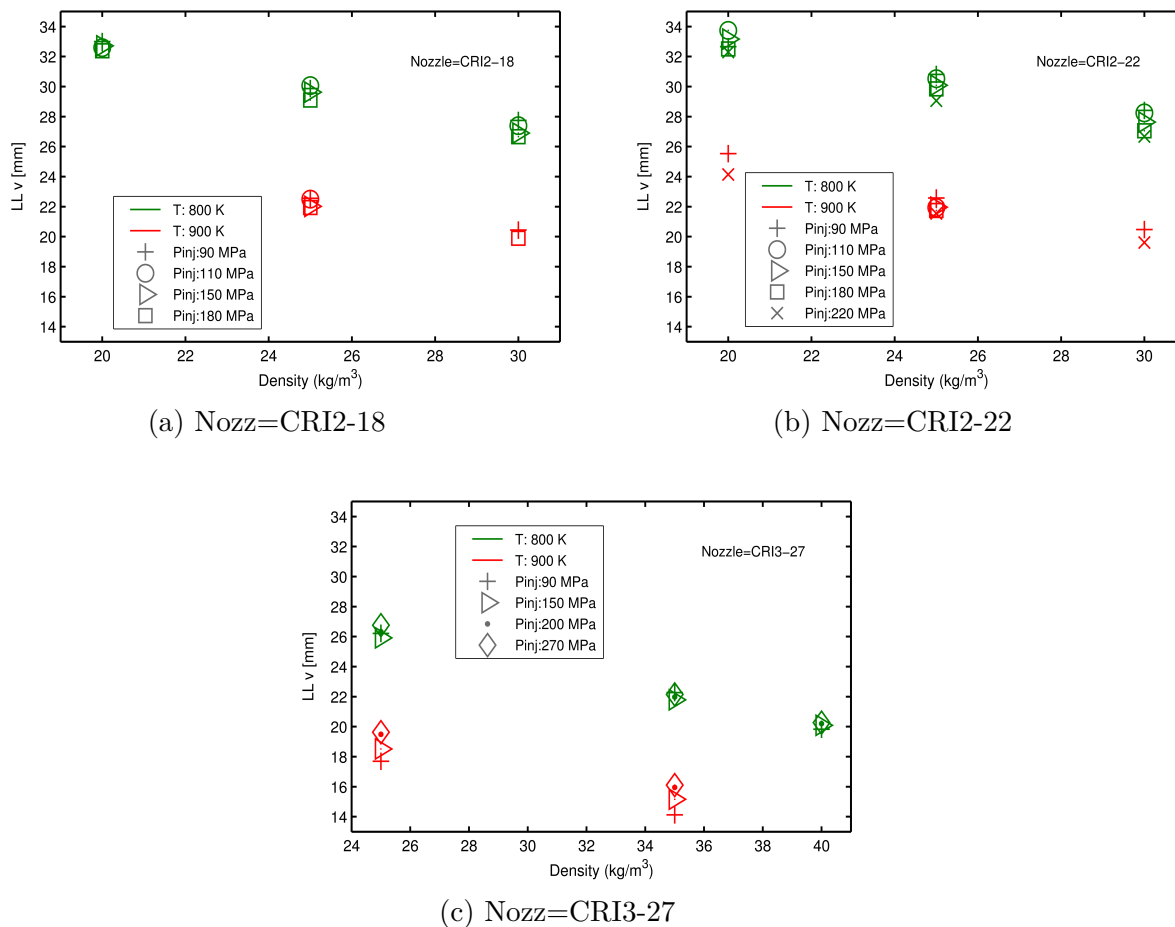 34
32
30
28
26
24
22
20
18
16
14
LL v [mm]
Nozzle=CRI2−18
T: 800 K
T: 900 K
Pinj:90 MPa
Pinj:110 MPa
Pinj:150 MPa
Pinj:180 MPa
20 22 24 26 28 30
Density (kg/m3)
(a) Nozz=CRI2-18
34
32
30
28
26
24
22
20
18
16
14
LL v [mm]
Nozzle=CRI2−22
T: 800 K
T: 900 K
Pinj:90 MPa
Pinj:110 MPa
Pinj:150 MPa
Pinj:180 MPa
Pinj:220 MPa
20 22 24 26 28 30
Density (kg/m3)
(b) Nozz=CRI2-22
34
32
30
28
26
24
22
20
18
16
14
LL v [mm]
T: 800 K
T: 900 K
Pinj:90 MPa
Pinj:150 MPa
Pinj:200 MPa
Pinj:270 MPa
Nozzle=CRI3−27
24 26 28 30 32 34 36 38 40
Density (kg/m3)
(c) Nozz=CRI3-27